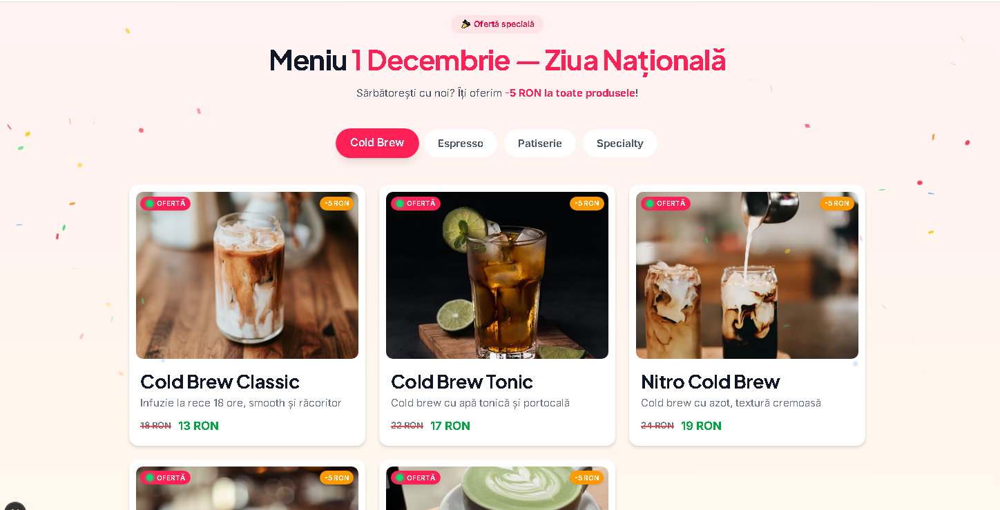 Ofertă specială
Meniu 1 Decembrie — Ziua Națională
Sărbătorești cu noi? Îți oferim -5 RON la toate produsele!
Cold Brew
Espresso
Patiserie
Specialty
OFERTĂ
-5 RON
OFERTĂ
-5 RON
OFERTĂ
-5 RON
Cold Brew Classic
Infuzie la rece 18 ore, smooth și răcoritor
18 RON 13 RON
Cold Brew Tonic
Cold brew cu apă tonică și portocală
22 RON 17 RON
Nitro Cold Brew
Cold brew cu azot, textură cremoasă
24 RON 19 RON
OFERTĂ
-5 RON
OFERTĂ
-5 RON